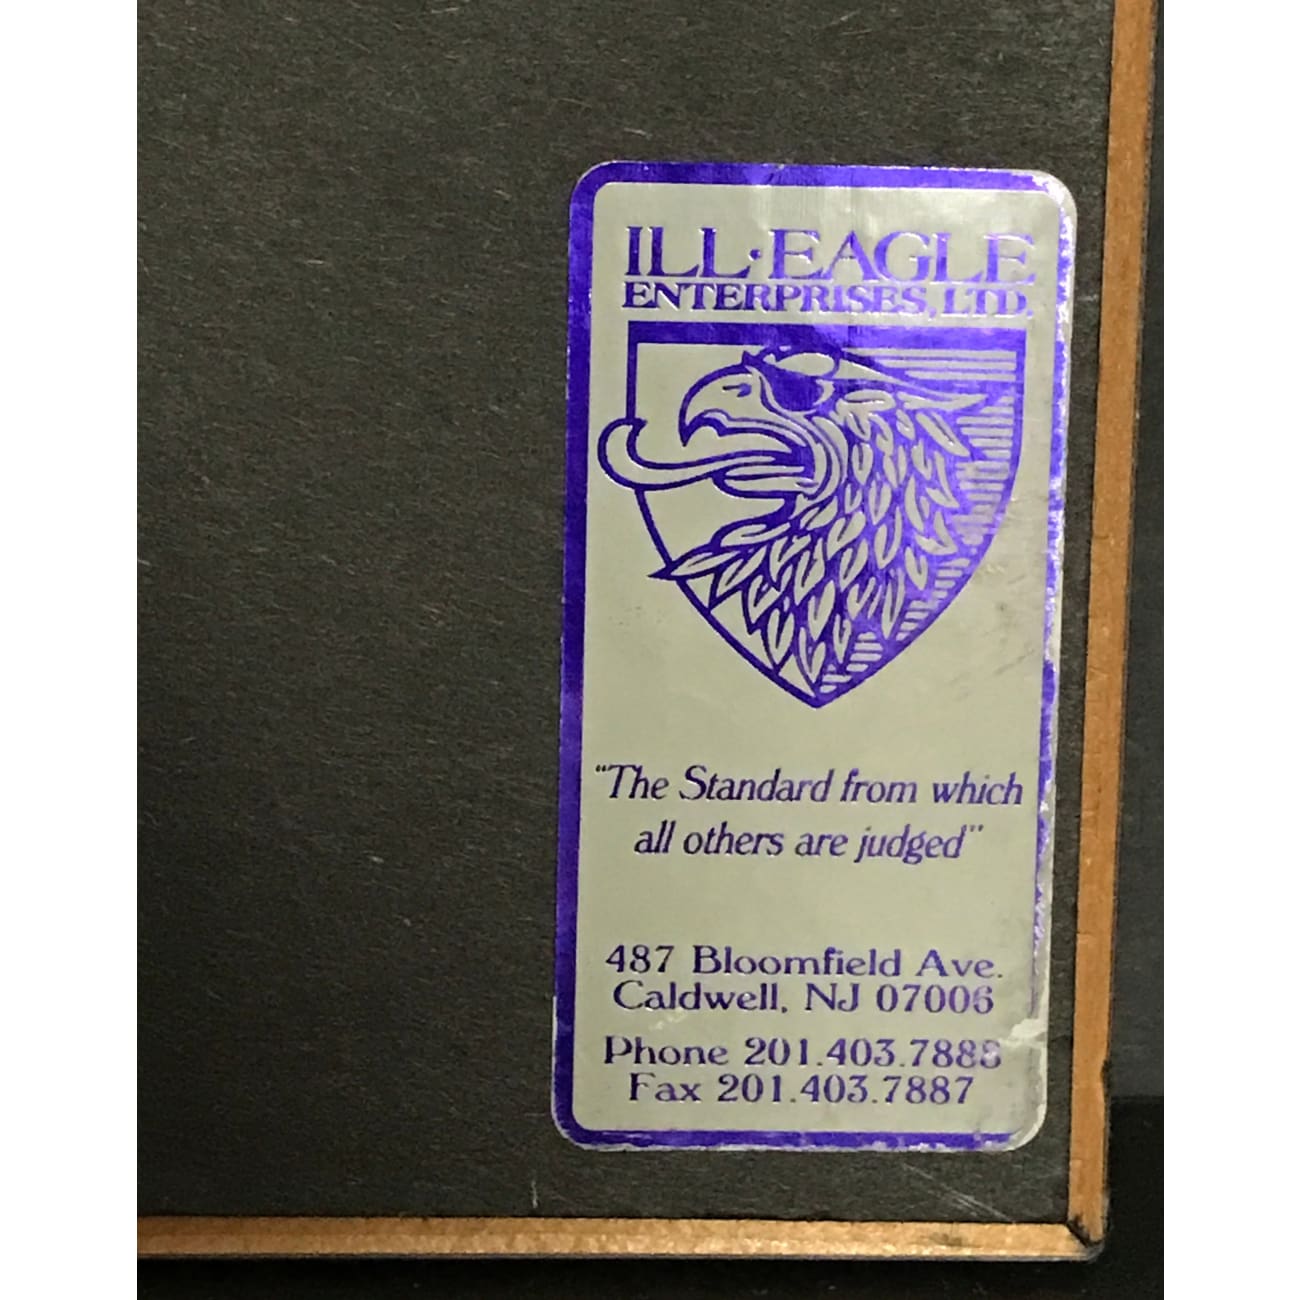 ILL·EAGLE
ENTERPRISES, LTD.
"The Standard from which
all others are judged"
487 Bloomfield Ave.
Caldwell, NJ 07006
Phone 201.403.7888
Fax 201.403.7887